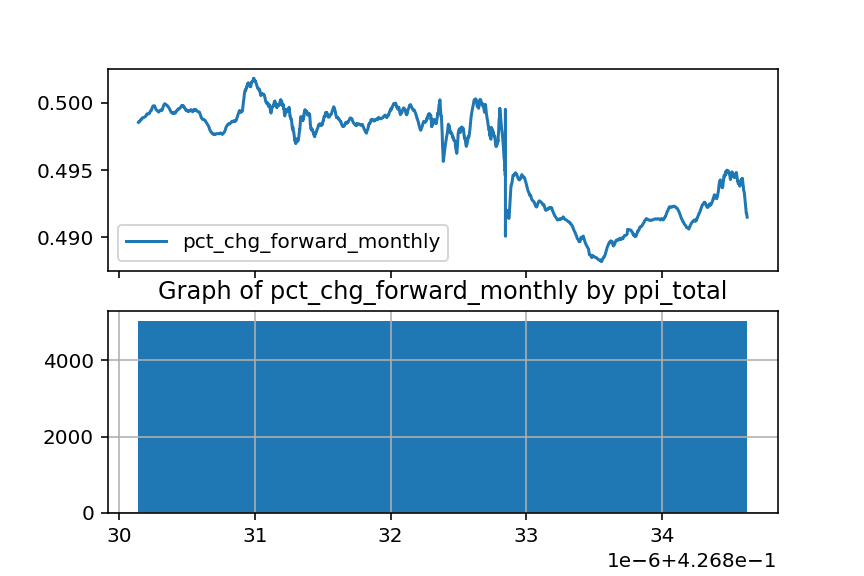 0.500
0.495
0.490
pct_chg_forward_monthly
Graph of pct_chg_forward_monthly by ppi_total
4000
2000
0
30 31 32 33 34
1e−6+4.268e−1